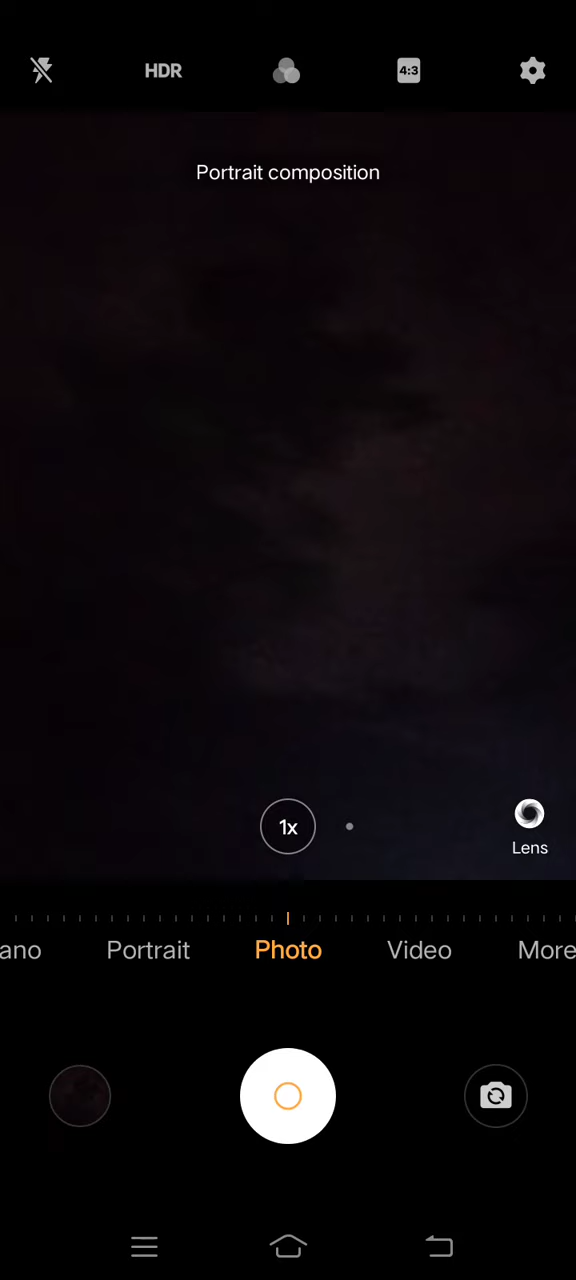 HDR
4:3
Portrait composition
1x
Lens
ano
Portrait
Photo
Video
More